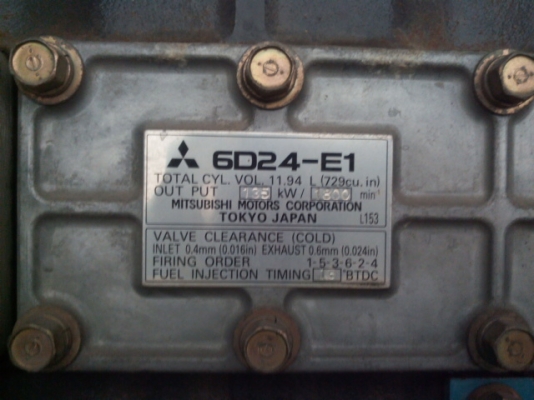 6D24-E1
TOTAL CYL. VOL. 11.94 L (729cu. in)
OUT PUT 135 kW / 1800 min⁻¹
MITSUBISHI MOTORS CORPORATION
TOKYO JAPAN L153
VALVE CLEARANCE (COLD)
INLET 0.4mm (0.016in) EXHAUST 0.6mm (0.024in)
FIRING ORDER 1-5-3-6-2-4
FUEL INJECTION TIMING °BTDC